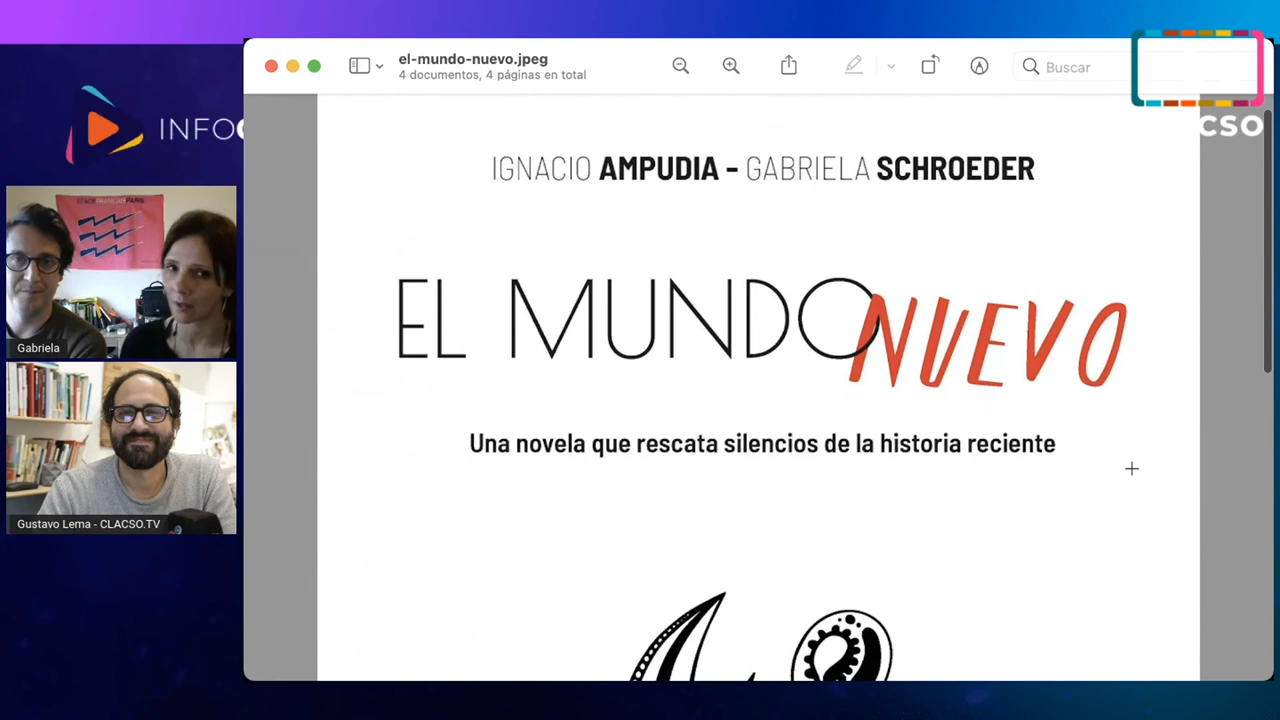 el-mundo-nuevo.jpeg
4 documentos, 4 páginas en total
Buscar
CSO
INFO
IGNACIO AMPUDIA - GABRIELA SCHROEDER
EL MUNDO NUEVO
Una novela que rescata silencios de la historia reciente
Gabriela
Gustavo Lema - CLACSO.TV